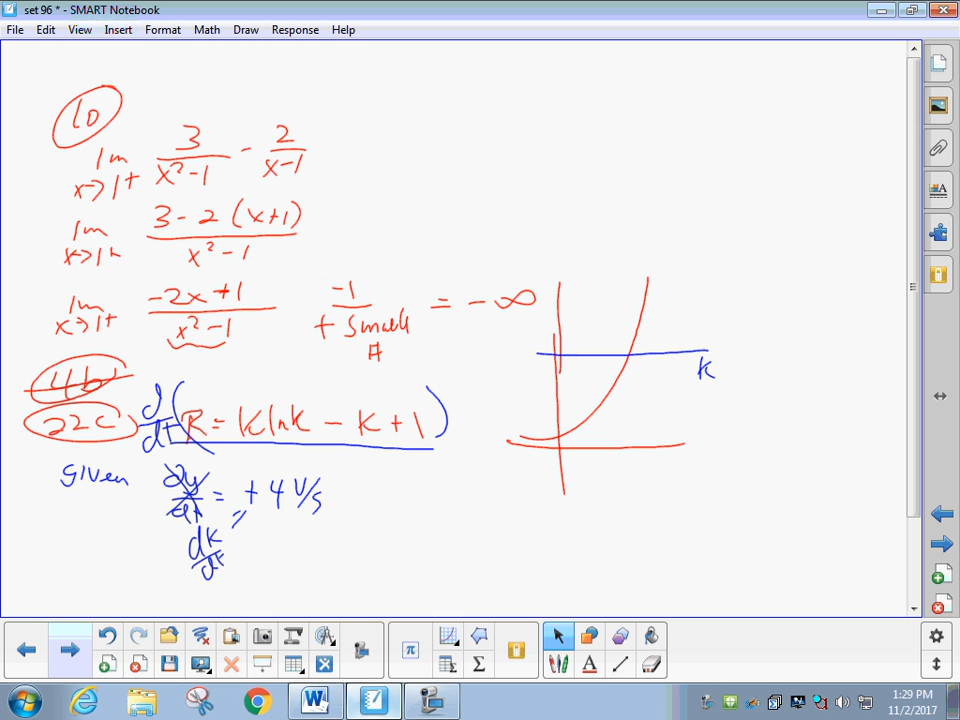 set 96 * - SMART Notebook
File Edit View Insert Format Math Draw Response Help
10
lim x→1+ 3/(x²-1) - 2/(x-1)
lim x→1+ (3-2(x+1))/(x²-1)
lim x→1+ (-2x+1)/(x²-1) -1/(+ small #) = -∞
4b
22c) d/dt (R = K ln K - K + 1)
K
given dy/dt = + 4 U/s
dK/dt
π
Σ
A
W
1:29 PM
11/2/2017